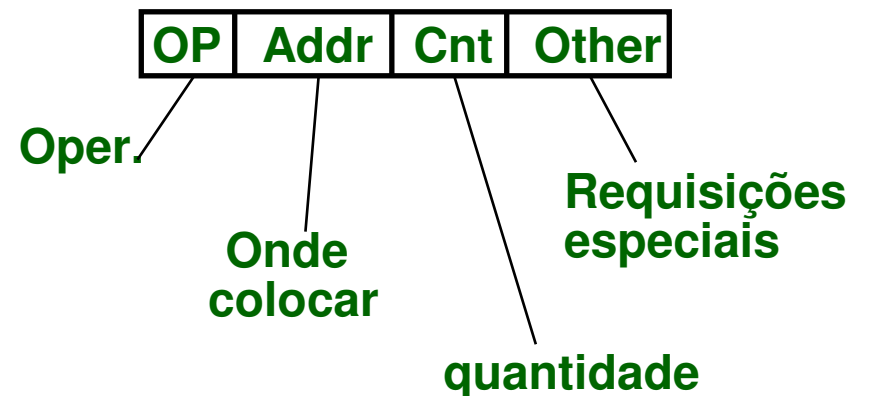 OP Addr Cnt Other
Oper.
Requisições
especiais
Onde
colocar
quantidade